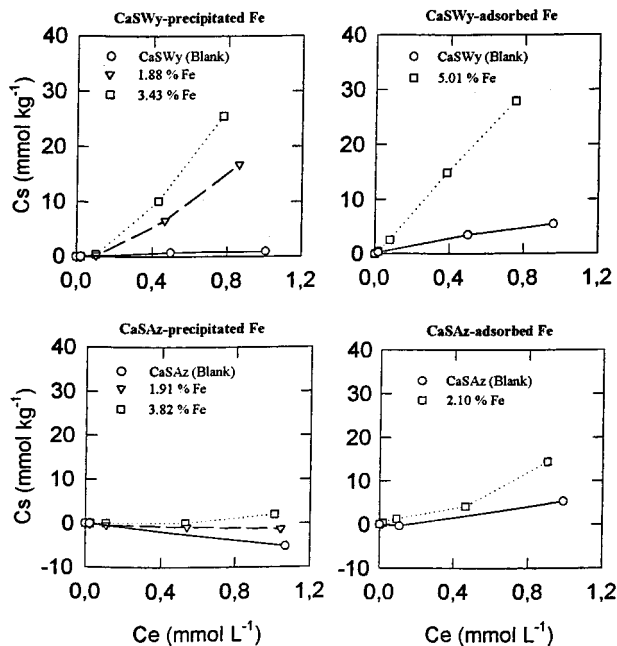 CaSWy-precipitated Fe
40
30
20
10
0
Cs (mmol kg⁻¹)
CaSWy (Blank)
1.88 % Fe
3.43 % Fe
0,0 0,4 0,8 1,2
CaSWy-adsorbed Fe
40
30
20
10
0
CaSWy (Blank)
5.01 % Fe
0,0 0,4 0,8 1,2
CaSAz-precipitated Fe
40
30
20
10
0
-10
Cs (mmol kg⁻¹)
CaSAz (Blank)
1.91 % Fe
3.82 % Fe
0,0 0,4 0,8 1,2
Ce (mmol L⁻¹)
CaSAz-adsorbed Fe
40
30
20
10
0
-10
CaSAz (Blank)
2.10 % Fe
0,0 0,4 0,8 1,2
Ce (mmol L⁻¹)